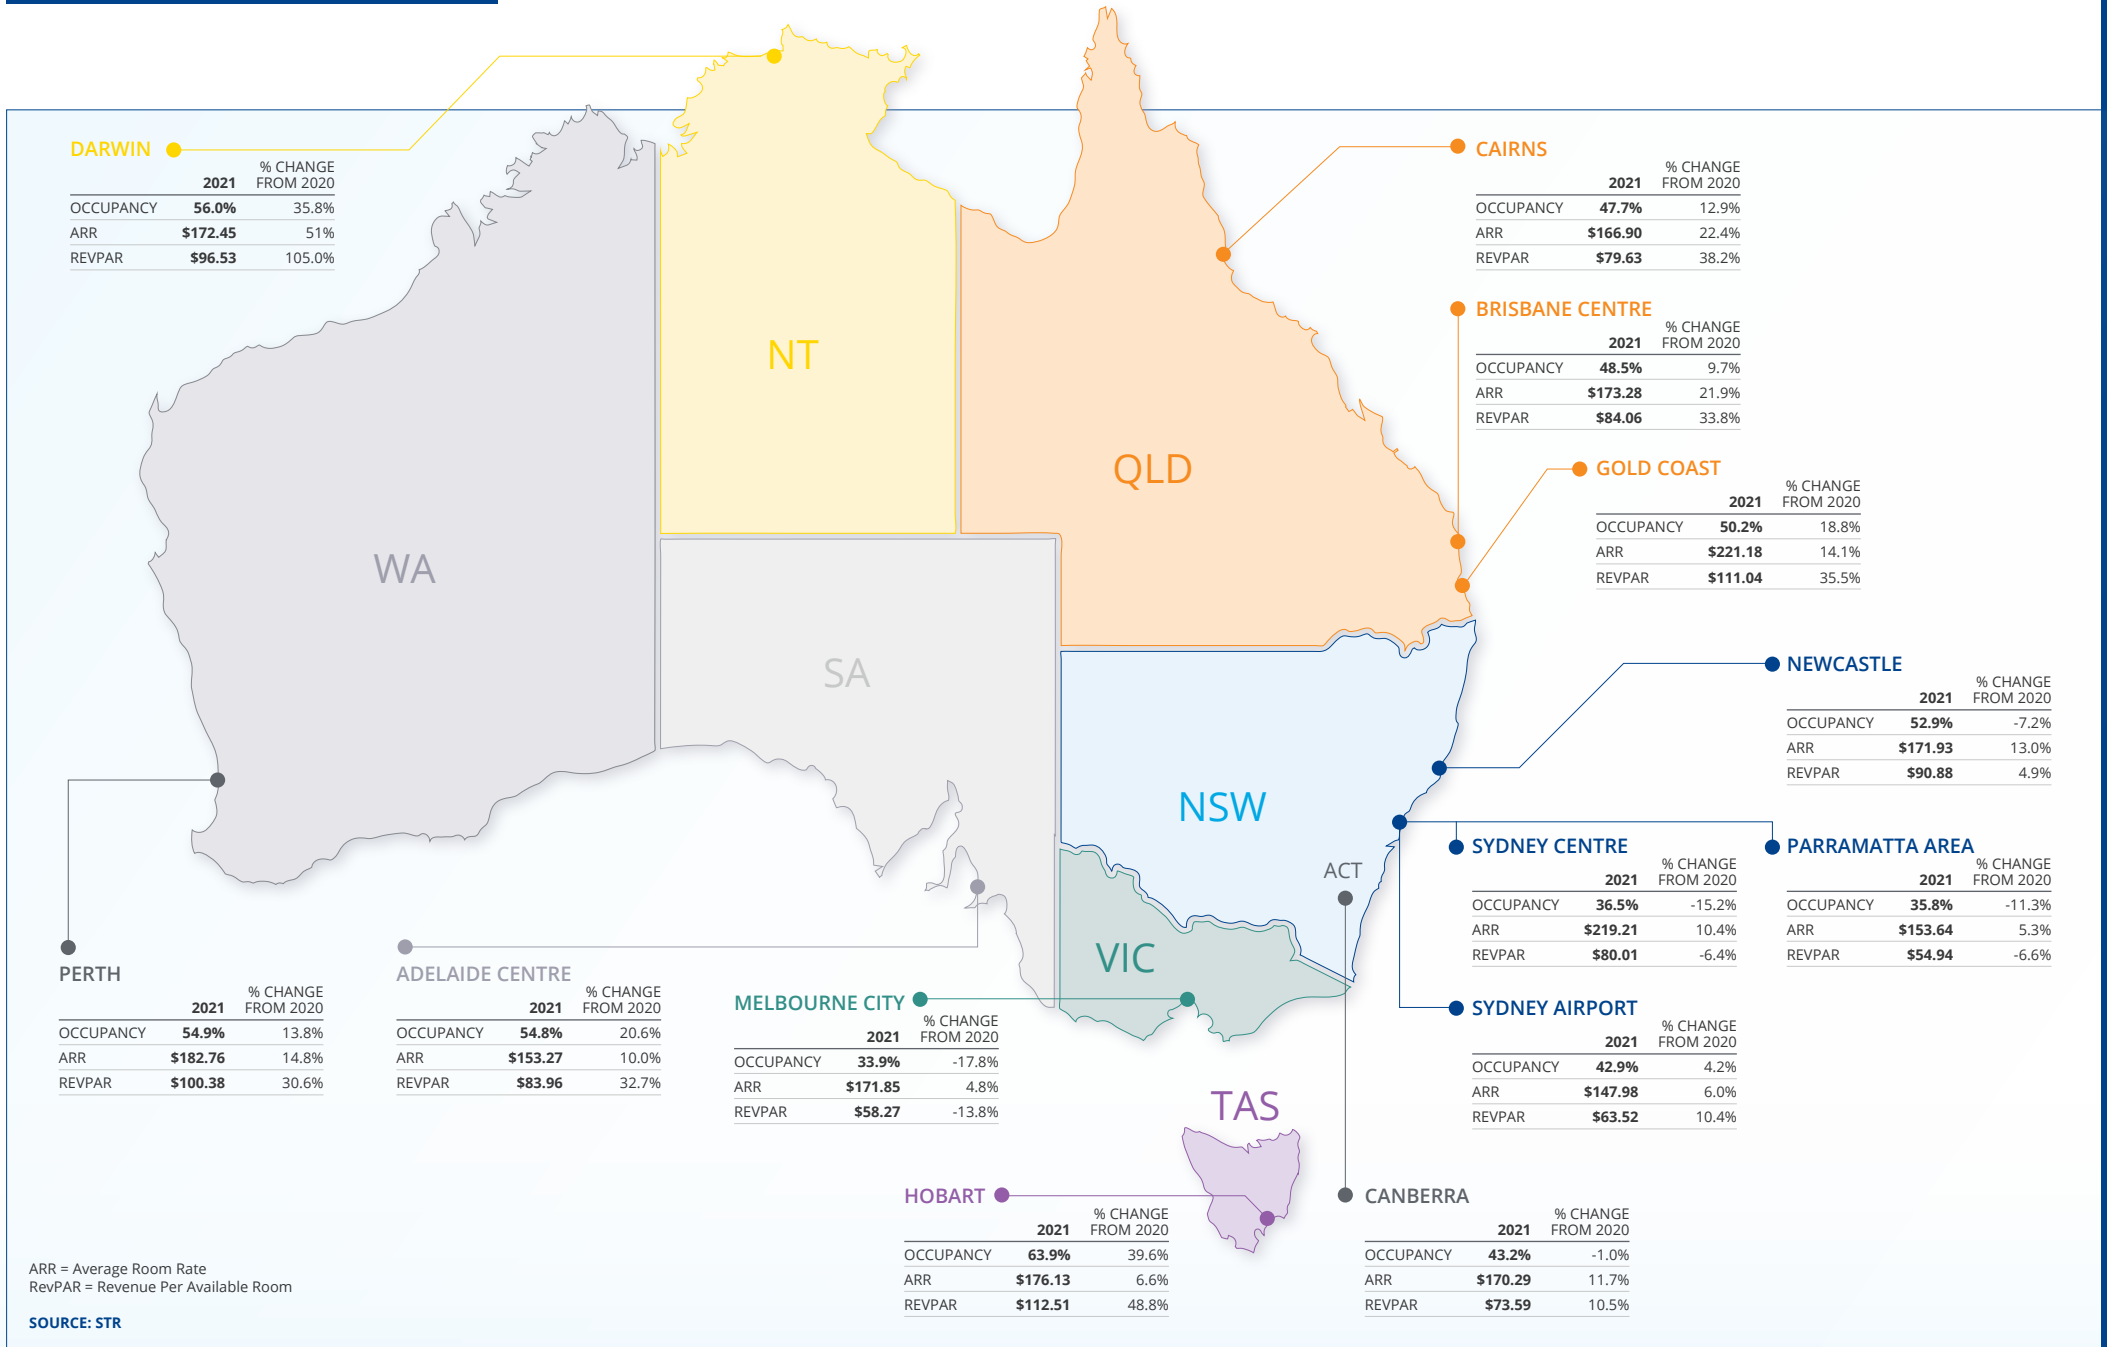 DARWIN
% CHANGE
2021 FROM 2020
OCCUPANCY 56.0% 35.8%
ARR $172.45 51%
REVPAR $96.53 105.0%
CAIRNS
% CHANGE
2021 FROM 2020
OCCUPANCY 47.7% 12.9%
ARR $166.90 22.4%
REVPAR $79.63 38.2%
BRISBANE CENTRE
% CHANGE
2021 FROM 2020
OCCUPANCY 48.5% 9.7%
ARR $173.28 21.9%
REVPAR $84.06 33.8%
GOLD COAST
% CHANGE
2021 FROM 2020
OCCUPANCY 50.2% 18.8%
ARR $221.18 14.1%
REVPAR $111.04 35.5%
NT
QLD
WA
SA
NSW
ACT
VIC
TAS
NEWCASTLE
% CHANGE
2021 FROM 2020
OCCUPANCY 52.9% -7.2%
ARR $171.93 13.0%
REVPAR $90.88 4.9%
SYDNEY CENTRE
% CHANGE
2021 FROM 2020
OCCUPANCY 36.5% -15.2%
ARR $219.21 10.4%
REVPAR $80.01 -6.4%
PARRAMATTA AREA
% CHANGE
2021 FROM 2020
OCCUPANCY 35.8% -11.3%
ARR $153.64 5.3%
REVPAR $54.94 -6.6%
SYDNEY AIRPORT
% CHANGE
2021 FROM 2020
OCCUPANCY 42.9% 4.2%
ARR $147.98 6.0%
REVPAR $63.52 10.4%
PERTH
% CHANGE
2021 FROM 2020
OCCUPANCY 54.9% 13.8%
ARR $182.76 14.8%
REVPAR $100.38 30.6%
ADELAIDE CENTRE
% CHANGE
2021 FROM 2020
OCCUPANCY 54.8% 20.6%
ARR $153.27 10.0%
REVPAR $83.96 32.7%
MELBOURNE CITY
% CHANGE
2021 FROM 2020
OCCUPANCY 33.9% -17.8%
ARR $171.85 4.8%
REVPAR $58.27 -13.8%
HOBART
% CHANGE
2021 FROM 2020
OCCUPANCY 63.9% 39.6%
ARR $176.13 6.6%
REVPAR $112.51 48.8%
CANBERRA
% CHANGE
2021 FROM 2020
OCCUPANCY 43.2% -1.0%
ARR $170.29 11.7%
REVPAR $73.59 10.5%
ARR = Average Room Rate
RevPAR = Revenue Per Available Room
SOURCE: STR